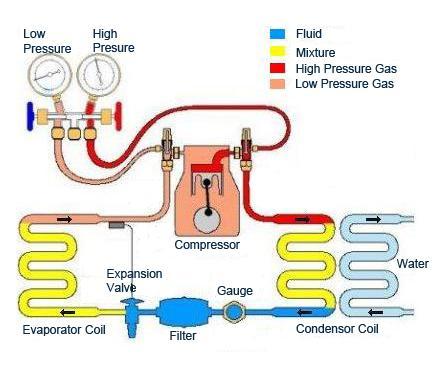 Low
Pressure
High
Presure
Fluid
Mixture
High Pressure Gas
Low Pressure Gas
Compressor
Water
Expansion
Valve
Gauge
Evaporator Coil
Filter
Condensor Coil